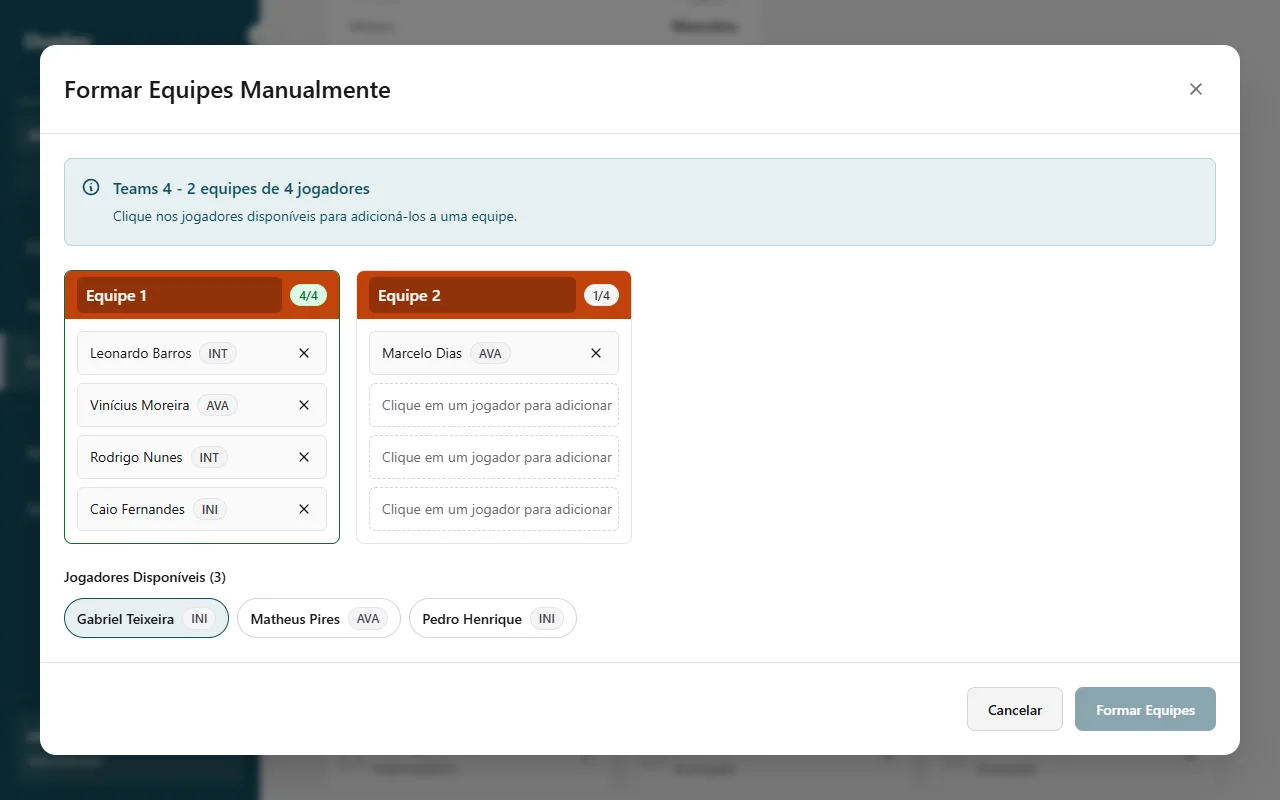 Formar Equipes Manualmente
Teams 4 - 2 equipes de 4 jogadores
Clique nos jogadores disponíveis para adicioná-los a uma equipe.
Equipe 1 4/4
Leonardo Barros INT
Vinícius Moreira AVA
Rodrigo Nunes INT
Caio Fernandes INI
Equipe 2 1/4
Marcelo Dias AVA
Clique em um jogador para adicionar
Clique em um jogador para adicionar
Clique em um jogador para adicionar
Jogadores Disponíveis (3)
Gabriel Teixeira INI Matheus Pires AVA Pedro Henrique INI
Cancelar Formar Equipes